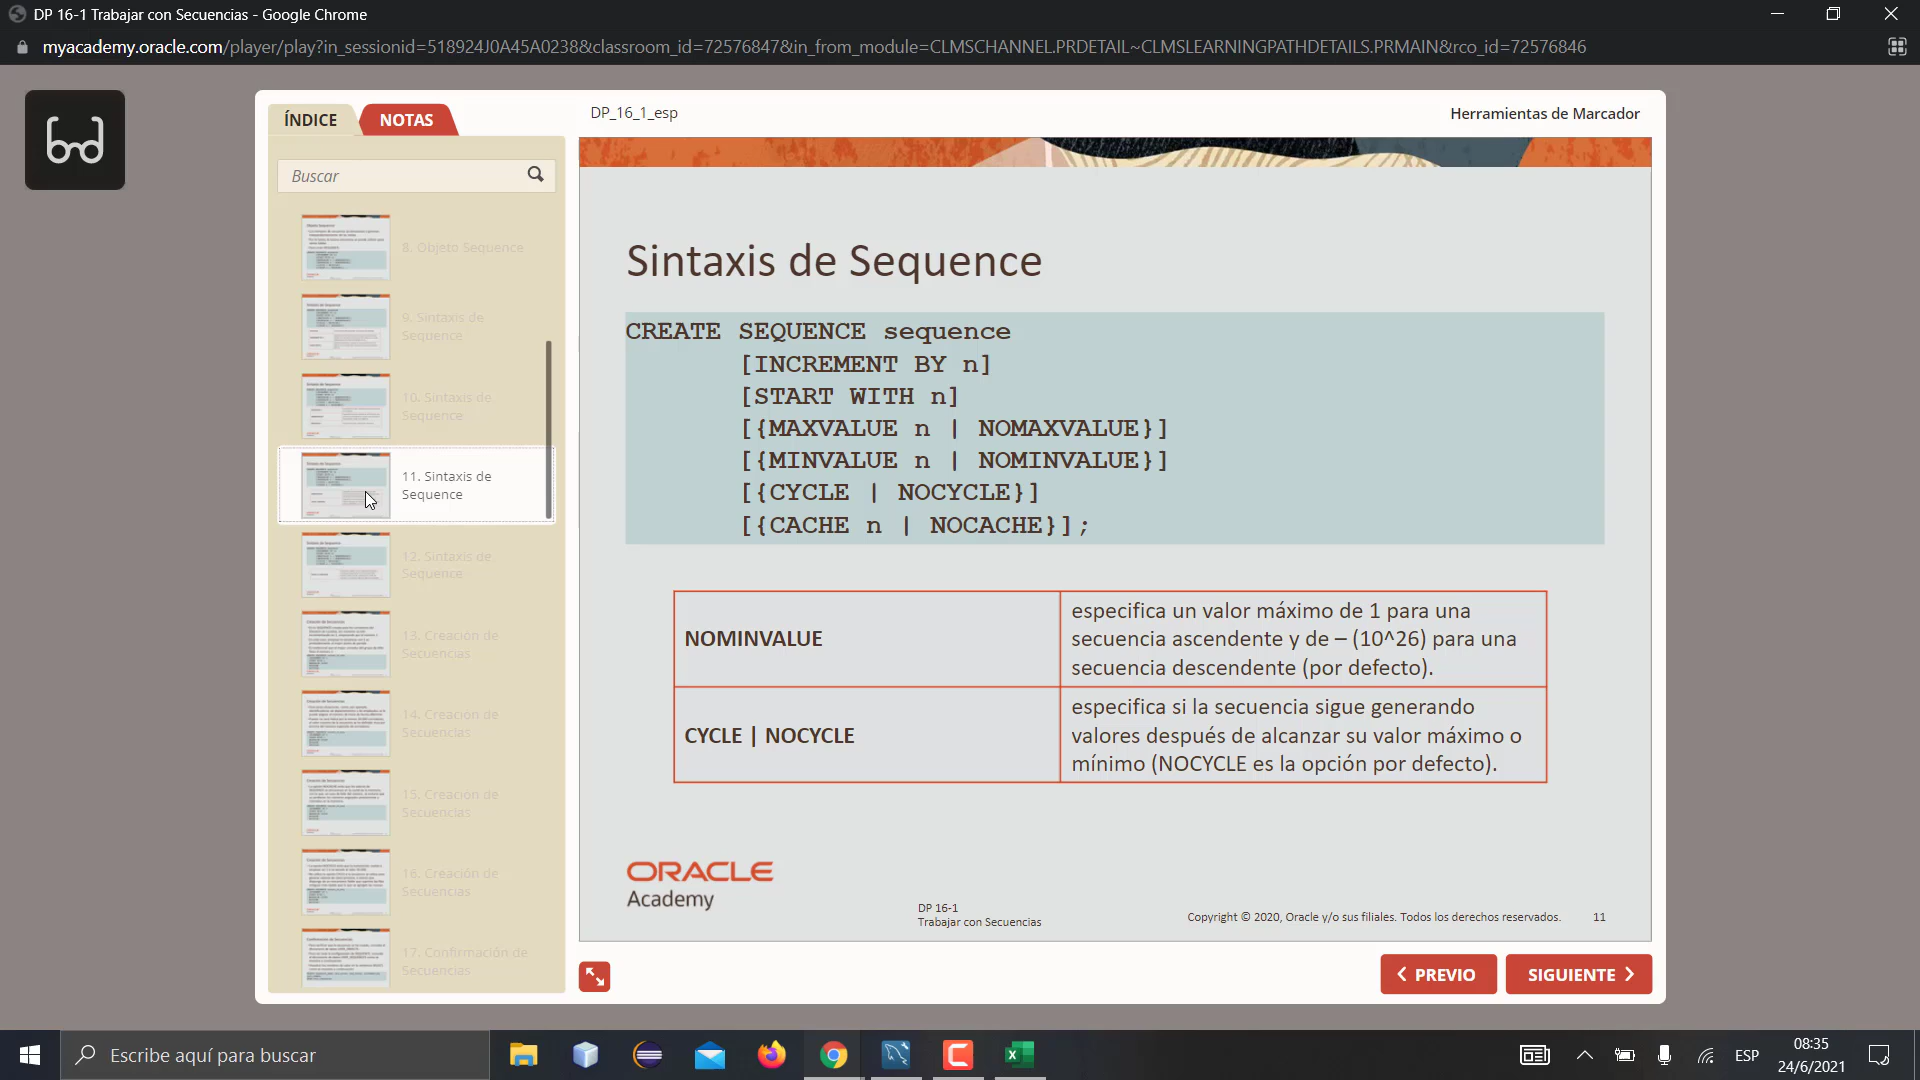 DP 16-1 Trabajar con Secuencias - Google Chrome
myacademy.oracle.com/player/play?in_sessionid=518924J0A45A0238&classroom_id=72576847&in_from_module=CLMSCHANNEL.PRDETAIL~CLMSLEARNINGPATHDETAILS.PRMAIN&rco_id=72576846
ÍNDICE
NOTAS
DP_16_1_esp
Herramientas de Marcador
Buscar
8. Objeto Sequence
9. Sintaxis de
Sequence
10. Sintaxis de
Sequence
11. Sintaxis de
Sequence
12. Sintaxis de
Sequence
13. Creación de
Secuencias
14. Creación de
Secuencias
15. Creación de
Secuencias
16. Creación de
Secuencias
17. Confirmación de
Secuencias
Sintaxis de Sequence
CREATE SEQUENCE sequence
[INCREMENT BY n]
[START WITH n]
[{MAXVALUE n | NOMAXVALUE}]
[{MINVALUE n | NOMINVALUE}]
[{CYCLE | NOCYCLE}]
[{CACHE n | NOCACHE}];
NOMINVALUE
especifica un valor máximo de 1 para una
secuencia ascendente y de – (10^26) para una
secuencia descendente (por defecto).
CYCLE | NOCYCLE
especifica si la secuencia sigue generando
valores después de alcanzar su valor máximo o
mínimo (NOCYCLE es la opción por defecto).
ORACLE
Academy
DP 16-1
Trabajar con Secuencias
Copyright © 2020, Oracle y/o sus filiales. Todos los derechos reservados.
11
PREVIO
SIGUIENTE
Escribe aquí para buscar
ESP
08:35
24/6/2021